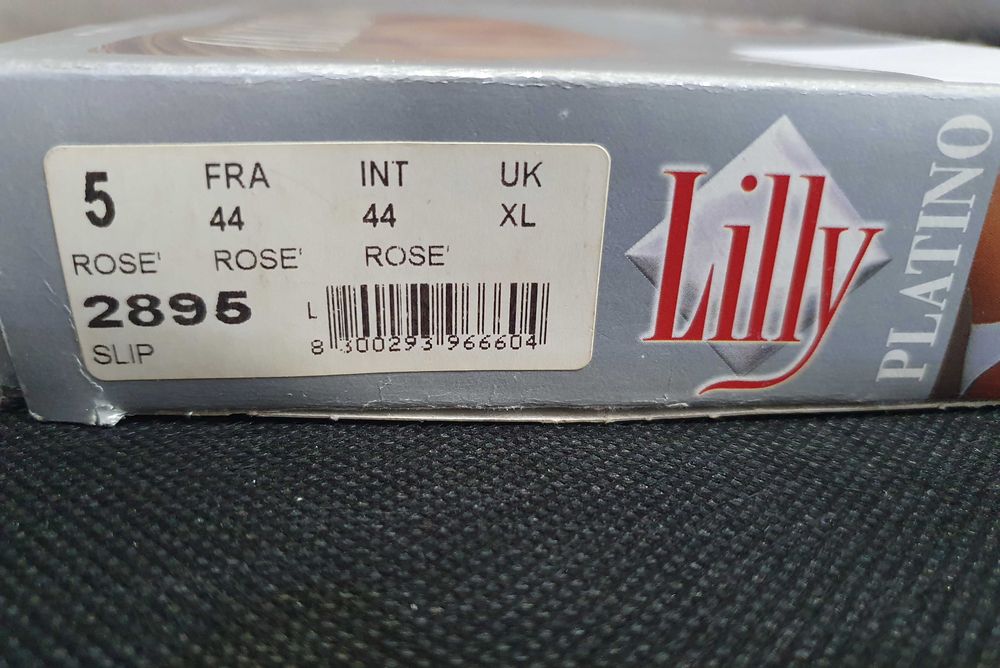 5 FRA INT UK
44 44 XL
ROSE' ROSE' ROSE'
2895
SLIP
L
8 300293 966604
Lilly
PLATINO